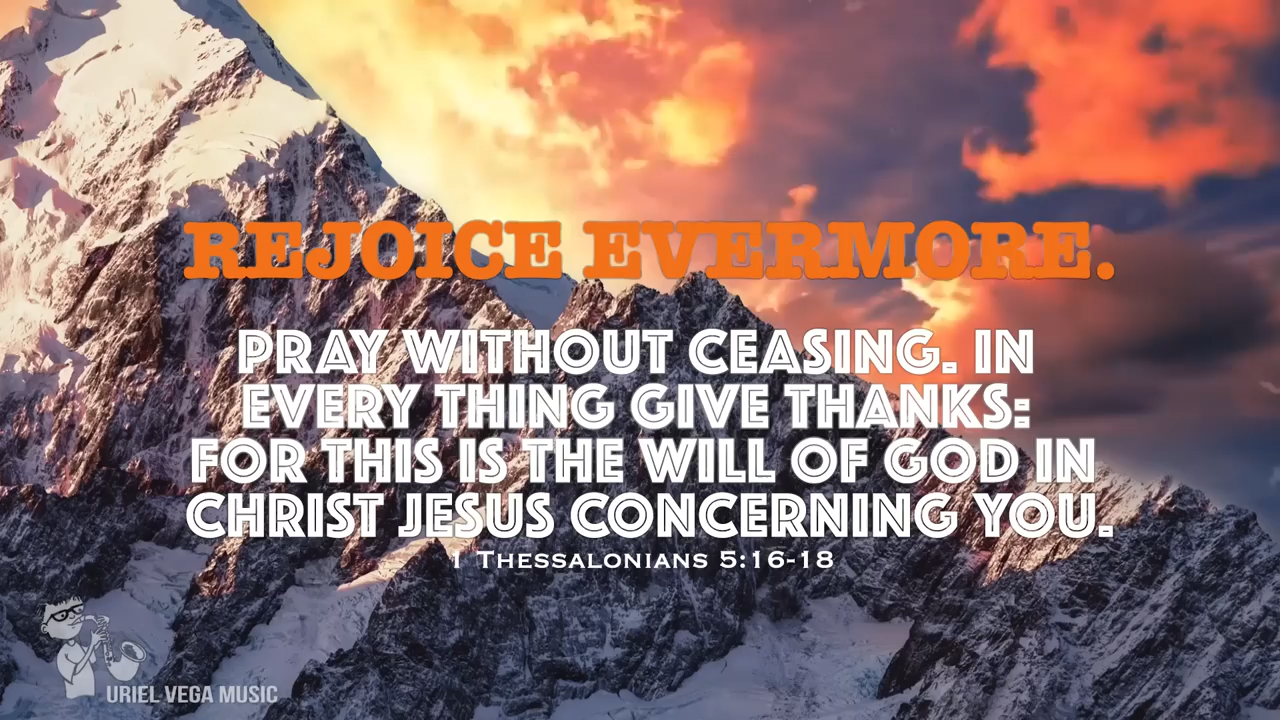 REJOICE EVERMORE.
PRAY WITHOUT CEASING. IN
EVERY THING GIVE THANKS:
FOR THIS IS THE WILL OF GOD IN
CHRIST JESUS CONCERNING YOU.
1 THESSALONIANS 5:16-18
URIEL VEGA MUSIC